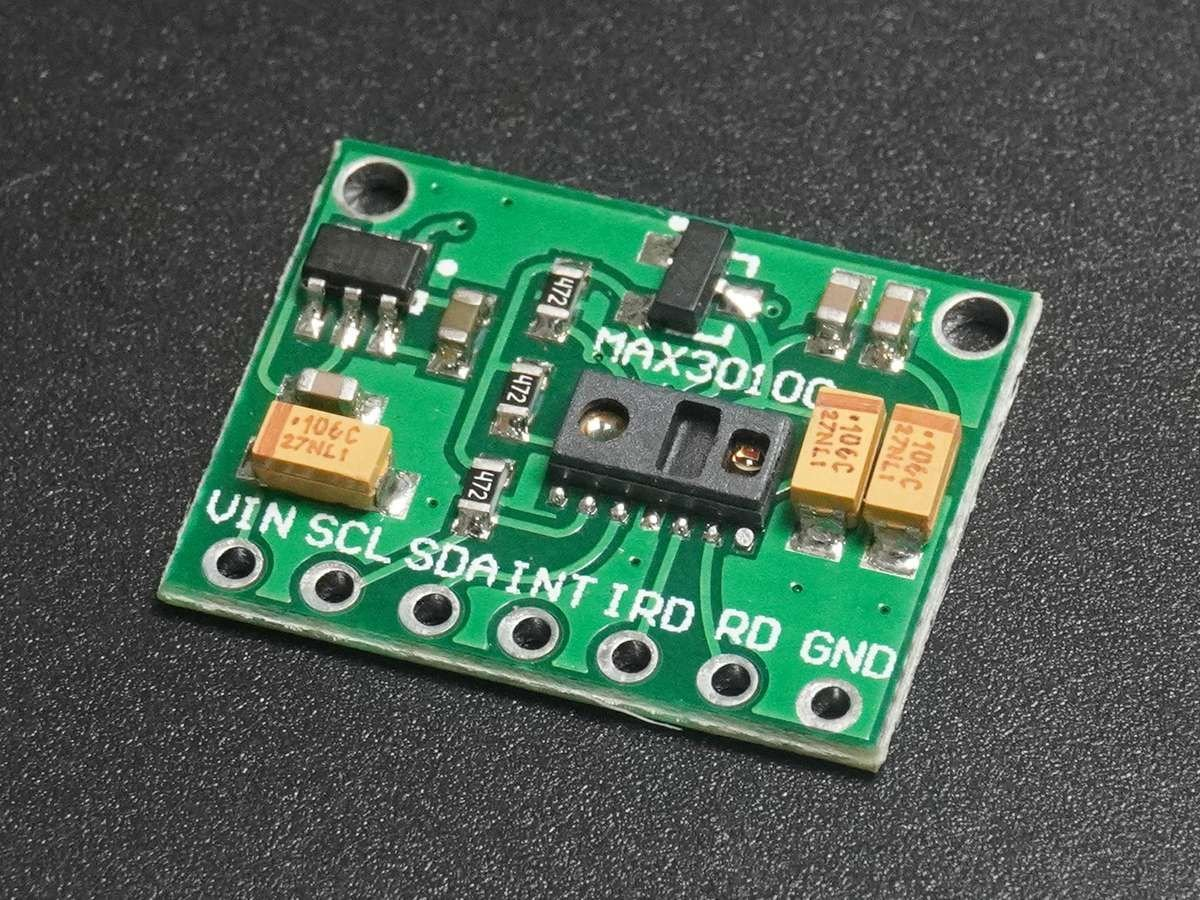 472
MAX30100
472
106C
27NL1
106C
27NL1
106C
27NL1
472
VIN SCL SDA INT IRD RD GND